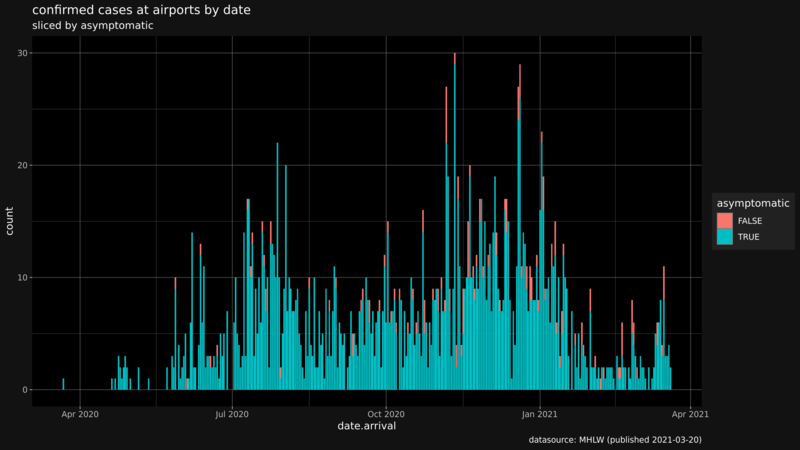 confirmed cases at airports by date
sliced by asymptomatic
30
20
10
0
count
Apr 2020
Jul 2020
Oct 2020
Jan 2021
Apr 2021
date.arrival
asymptomatic
FALSE
TRUE
datasource: MHLW (published 2021-03-20)